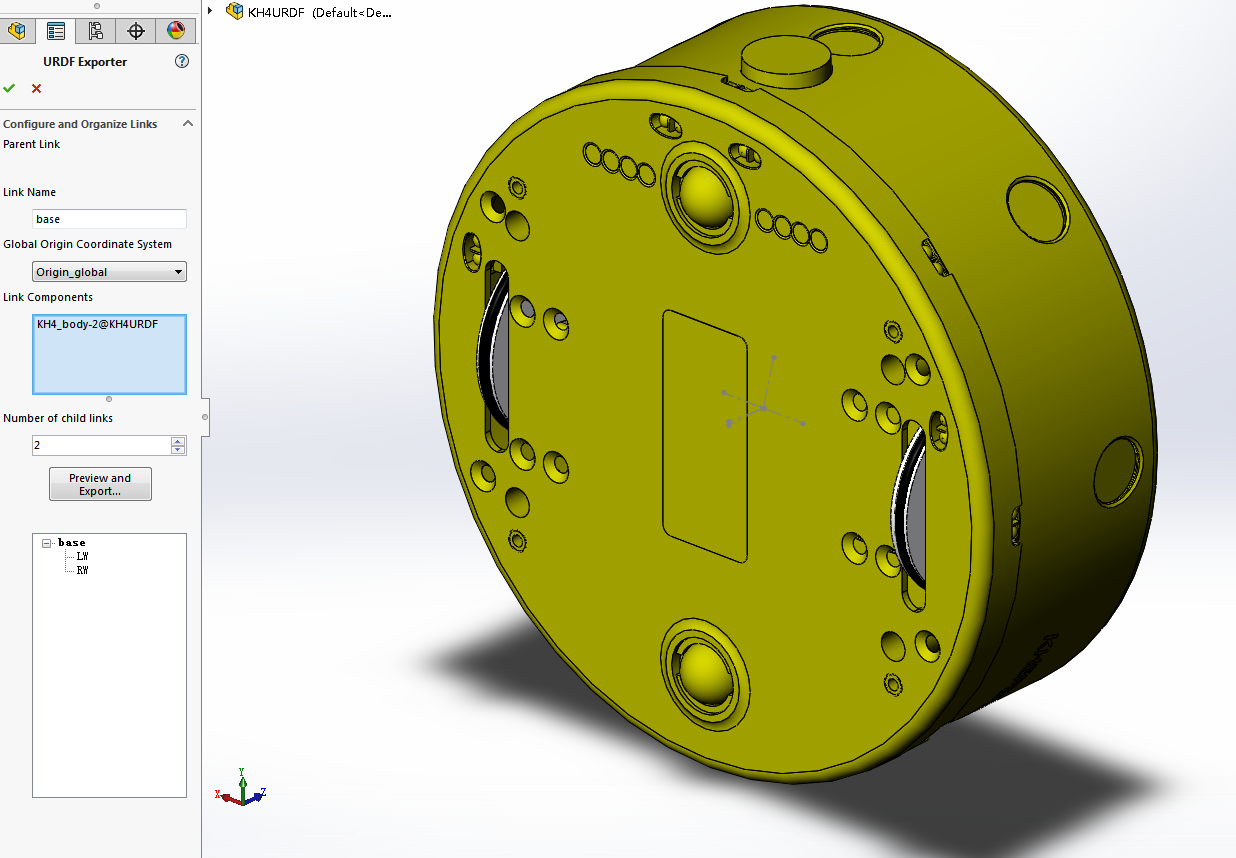 KH4URDF (Default<De...
URDF Exporter
Configure and Organize Links
Parent Link
Link Name
base
Global Origin Coordinate System
Origin_global
Link Components
KH4_body-2@KH4URDF
Number of child links
2
Preview and
Export...
base
LW
RW
Y
X
Z